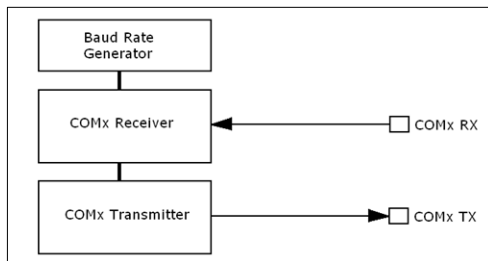 Baud Rate
Generator
COMx Receiver
COMx RX
COMx Transmitter
COMx TX